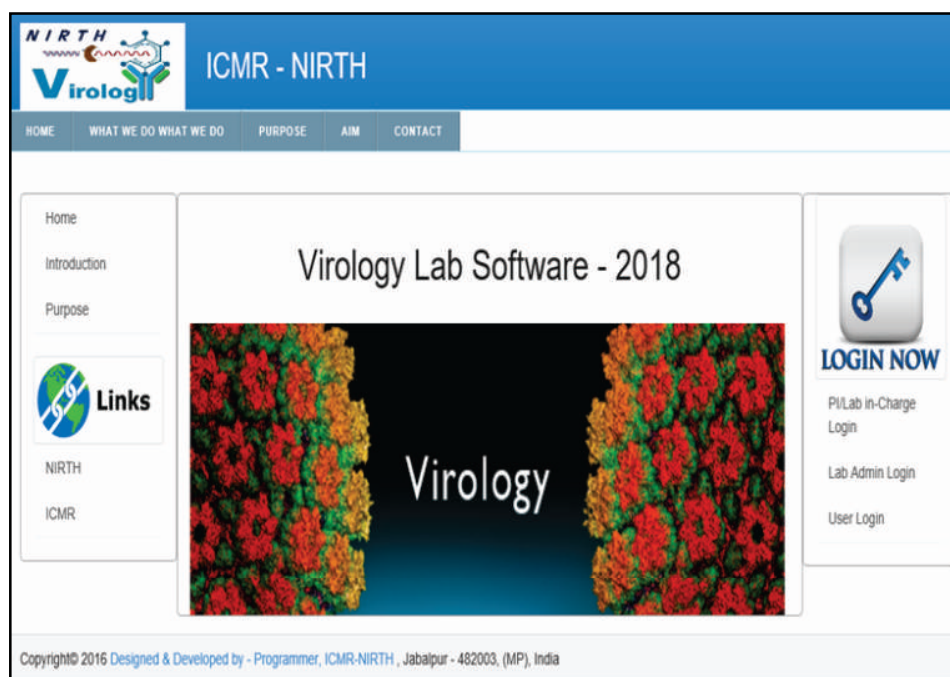 NIRTH
Virology
ICMR - NIRTH
HOME WHAT WE DO WHAT WE DO PURPOSE AIM CONTACT
Home
Introduction
Purpose
Links
NIRTH
ICMR
Virology Lab Software - 2018
Virology
LOGIN NOW
PI/Lab in-Charge
Login
Lab Admin Login
User Login
Copyright© 2016 Designed & Developed by - Programmer, ICMR-NIRTH , Jabalpur - 482003, (MP), India